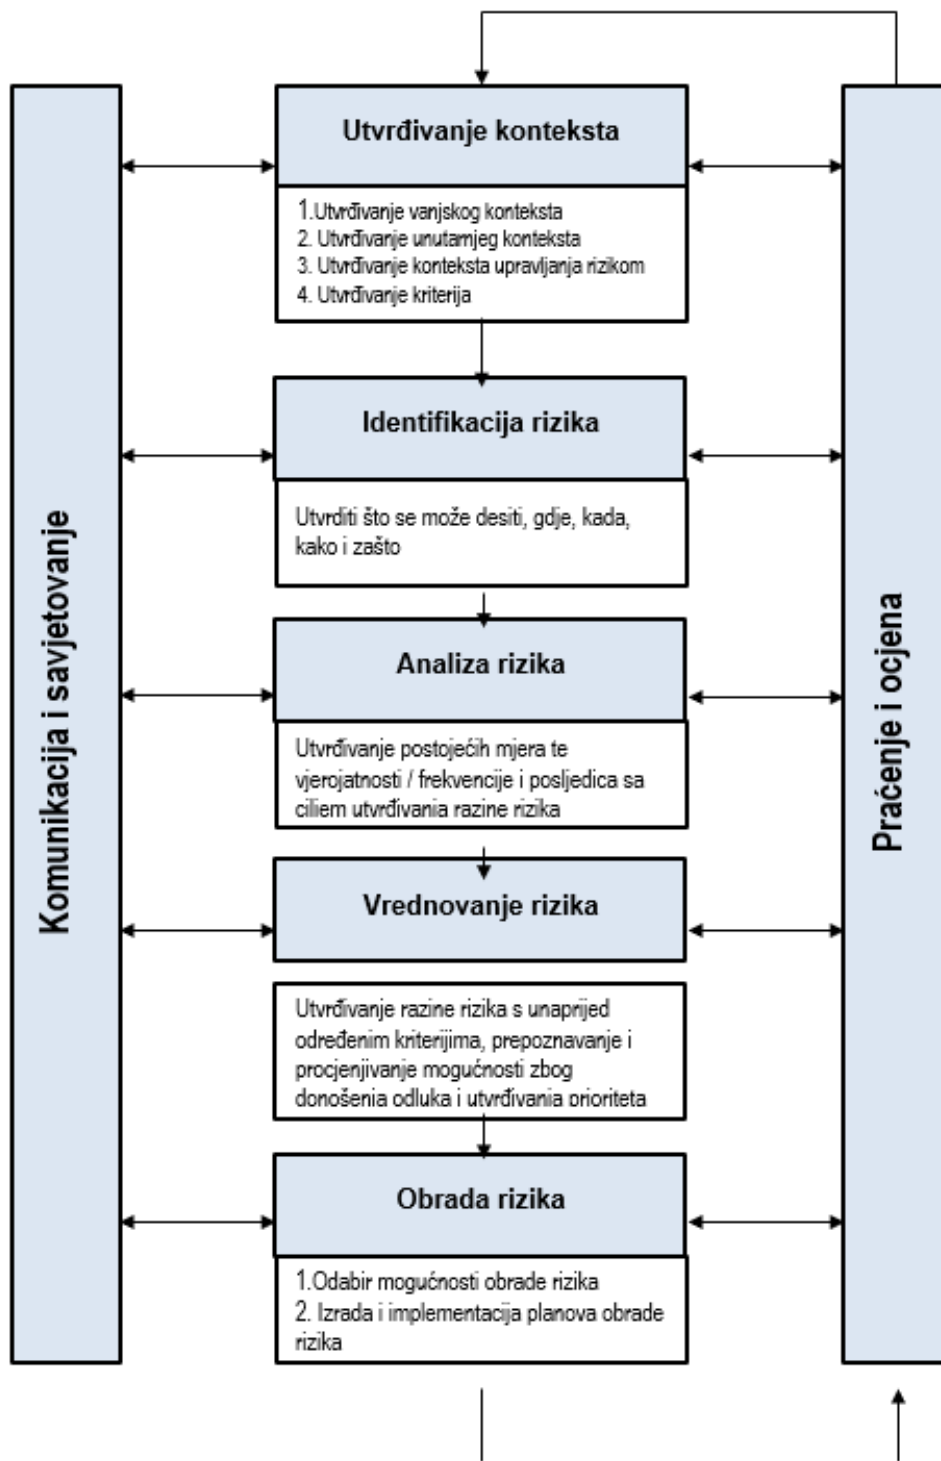 Utvrđivanje konteksta
1.Utvrđivanje vanjskog konteksta
2. Utvrđivanje unutarnjeg konteksta
3. Utvrđivanje konteksta upravljanja rizikom
4. Utvrđivanje kriterija
Identifikacija rizika
Utvrditi što se može desiti, gdje, kada,
kako i zašto
Analiza rizika
Utvrđivanje postojećih mjera te
vjerojatnosti / frekvencije i posljedica sa
ciljem utvrđivanja razine rizika
Vrednovanje rizika
Utvrđivanje razine rizika s unaprijed
određenim kriterijima, prepoznavanje i
procjenjivanje mogućnosti zbog
donošenja odluka i utvrđivanja prioriteta
Obrada rizika
1.Odabir mogućnosti obrade rizika
2. Izrada i implementacija planova obrade
rizika
Komunikacija i savjetovanje
Praćenje i ocjena